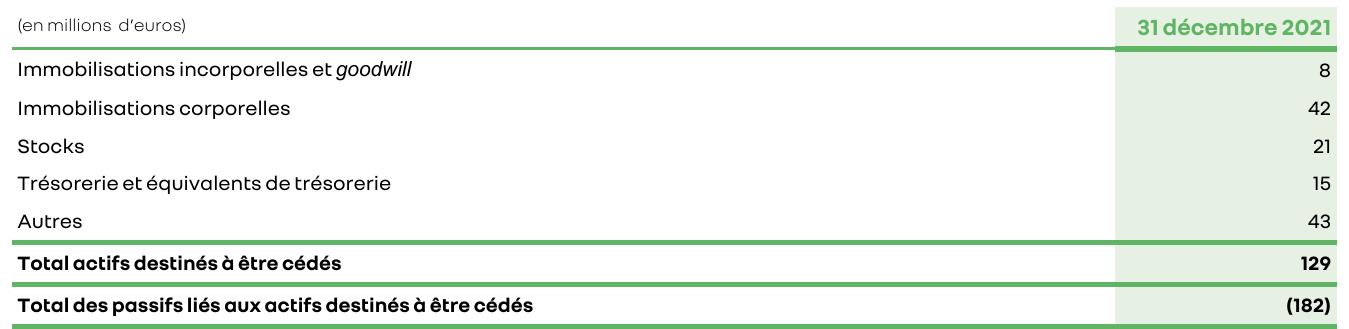 (en millions d’euros) 31 décembre 2021
Immobilisations incorporelles et goodwill 8
Immobilisations corporelles 42
Stocks 21
Trésorerie et équivalents de trésorerie 15
Autres 43
Total actifs destinés à être cédés 129
Total des passifs liés aux actifs destinés à être cédés (182)